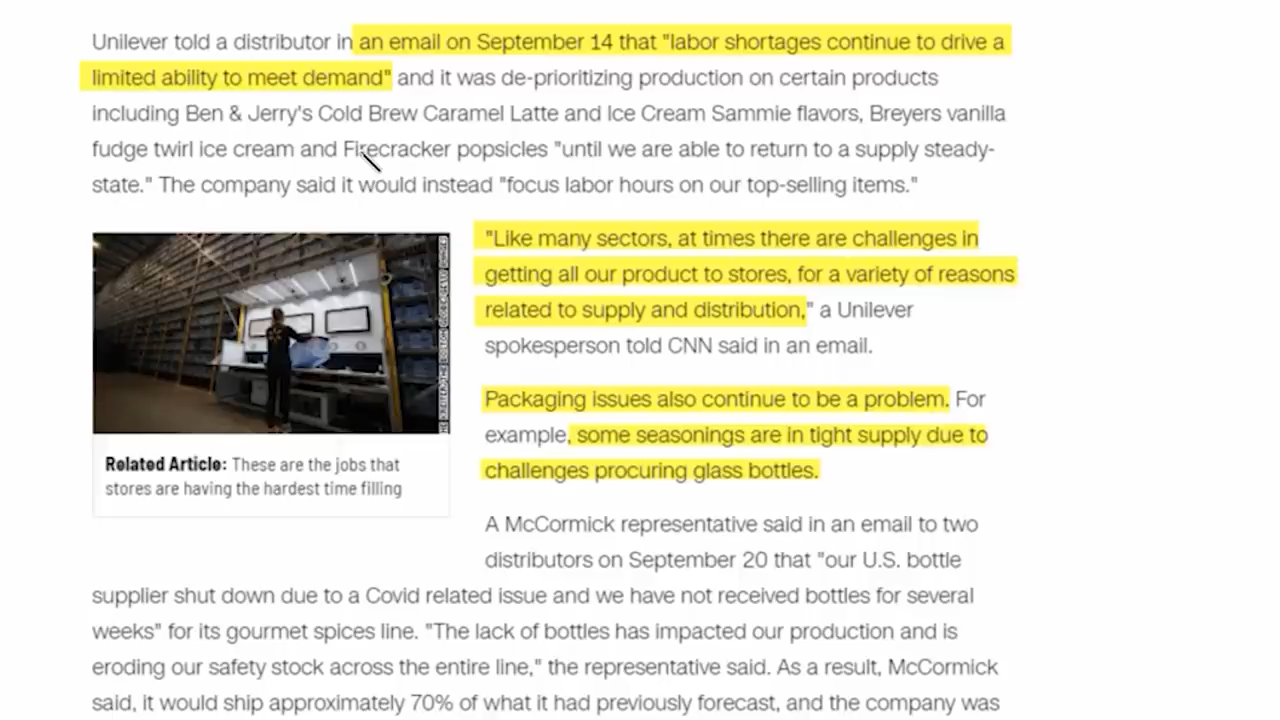 Unilever told a distributor in an email on September 14 that "labor shortages continue to drive a
limited ability to meet demand" and it was de-prioritizing production on certain products
including Ben & Jerry's Cold Brew Caramel Latte and Ice Cream Sammie flavors, Breyers vanilla
fudge twirl ice cream and Firecracker popsicles "until we are able to return to a supply steady-
state." The company said it would instead "focus labor hours on our top-selling items."
"Like many sectors, at times there are challenges in
getting all our product to stores, for a variety of reasons
related to supply and distribution," a Unilever
spokesperson told CNN said in an email.
Related Article: These are the jobs that
stores are having the hardest time filling
Packaging issues also continue to be a problem. For
example, some seasonings are in tight supply due to
challenges procuring glass bottles.
A McCormick representative said in an email to two
distributors on September 20 that "our U.S. bottle
supplier shut down due to a Covid related issue and we have not received bottles for several
weeks" for its gourmet spices line. "The lack of bottles has impacted our production and is
eroding our safety stock across the entire line," the representative said. As a result, McCormick
said, it would ship approximately 70% of what it had previously forecast, and the company was